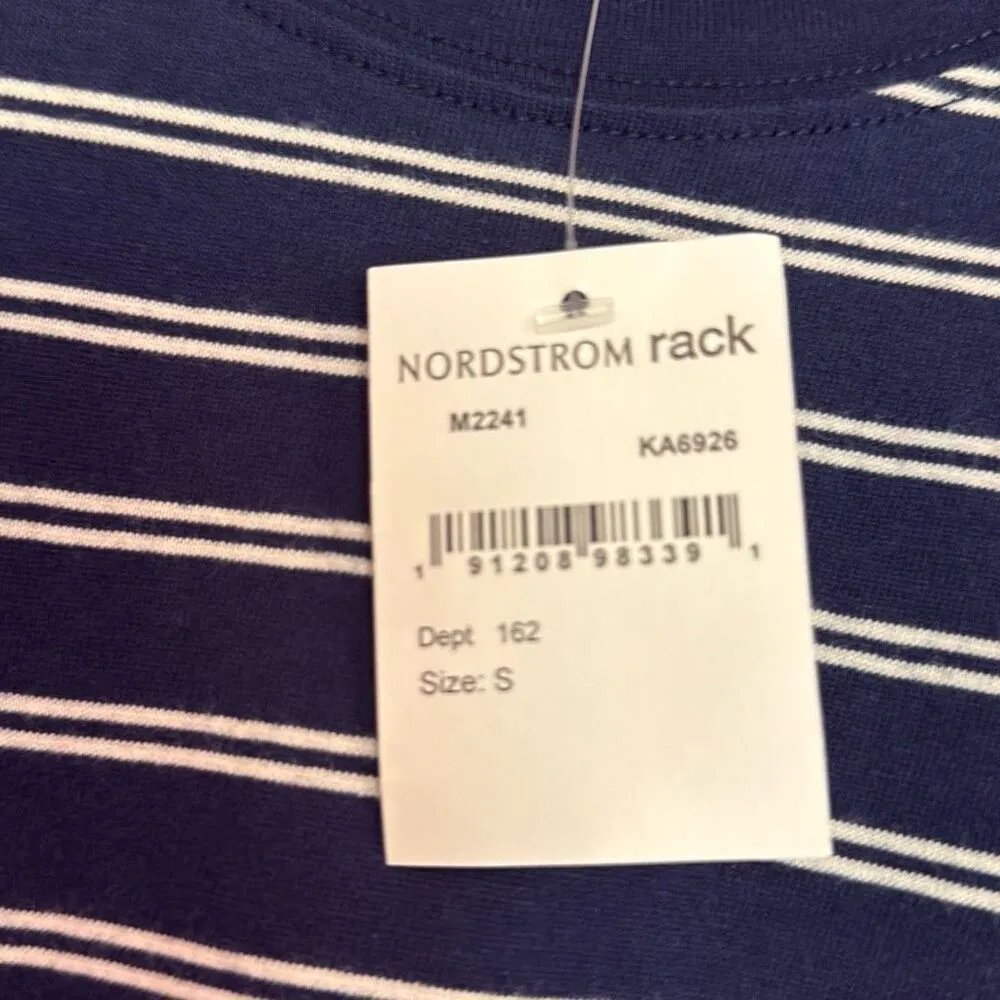 NORDSTROM rack
M2241
KA6926
1 91208 98339 1
Dept 162
Size: S